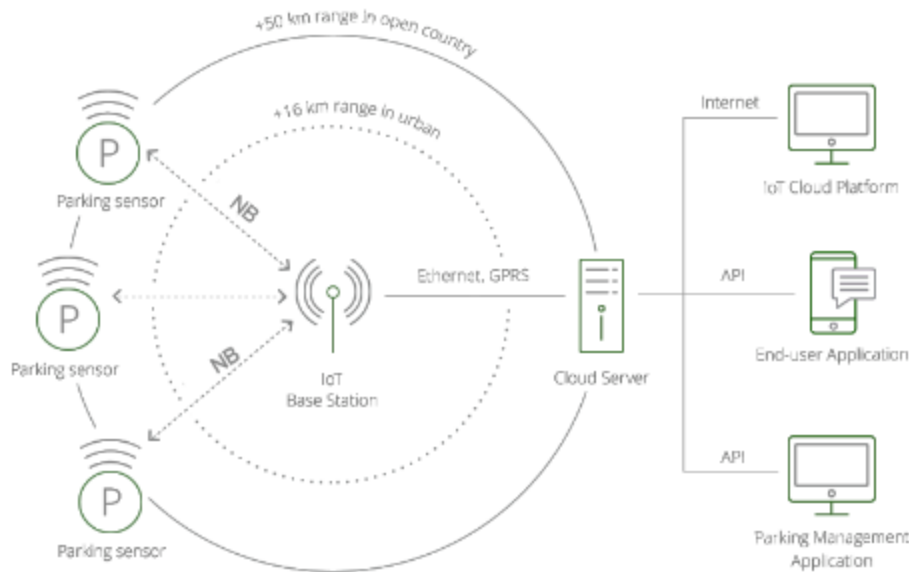 +50 km range in open country
+16 km range in urban
P
Parking sensor
NB
P
Parking sensor
NB
P
Parking sensor
IoT
Base Station
Ethernet, GPRS
Cloud Server
Internet
IoT Cloud Platform
API
End-user Application
API
Parking Management
Application